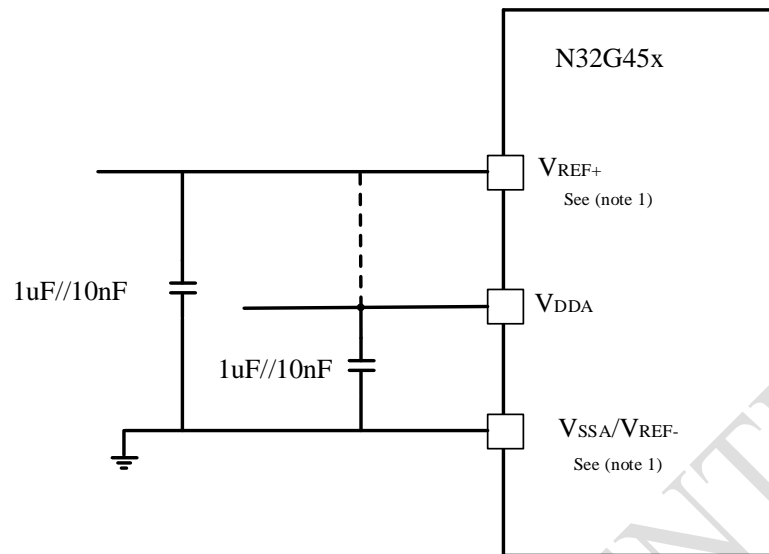 N32G45x
VREF+
See (note 1)
1uF//10nF
VDDA
1uF//10nF
VSSA/VREF-
See (note 1)